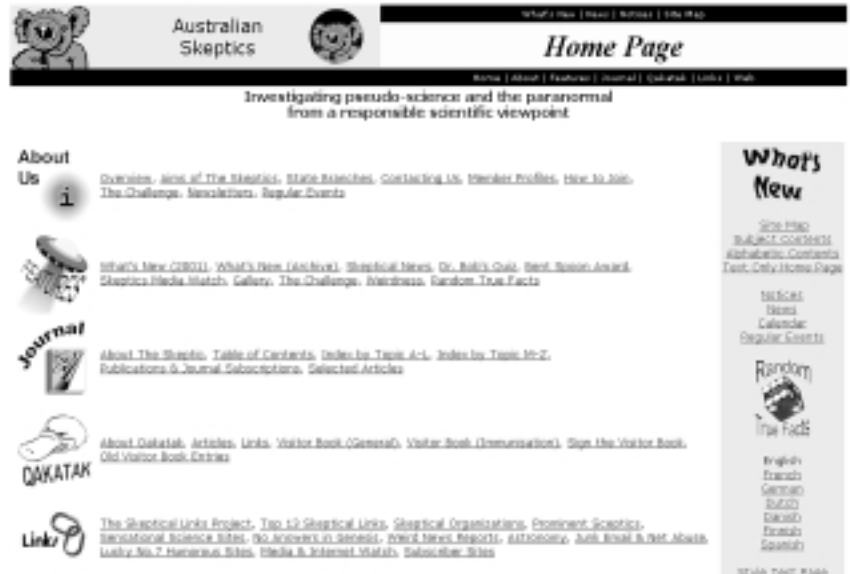 Australian
Skeptics
What's New | News | Notices | Site Map
Home Page
Home | About | Features | Journal | Qakatak | Links | Web
Investigating pseudo-science and the paranormal
from a responsible scientific viewpoint
About
Us
i
Overview, Aims of The Skeptics, State Branches, Contacting Us, Member Profiles, How to Join,
The Challenge, Newsletters, Regular Events
What's New (2001), What's New (Archive), Skeptical News, Dr. Bob's Quiz, Bent Spoon Award,
Skeptics Media Watch, Gallery, The Challenge, Weirdness, Random True Facts
Journal
About The Skeptic, Table of Contents, Index by Topic A-L, Index by Topic M-Z,
Publications & Journal Subscriptions, Selected Articles
QAKATAK
About Qakatak, Articles, Links, Visitor Book (General), Visitor Book (Immunisation), Sign the Visitor Book,
Old Visitor Book Entries
Links
The Skeptical Links Project, Top 13 Skeptical Links, Skeptical Organizations, Prominent Sceptics,
Sensational Science Sites, No Answers in Genesis, Weird News Reports, Astronomy, Junk Email & Net Abuse,
Lucky No.7 Humorous Sites, Media & Internet Watch, Subscriber Sites
What's
New
Site Map
Subject Contents
Alphabetic Contents
Text Only Home Page
Notices
News
Calendar
Regular Events
Random
True Facts
English
French
German
Dutch
Danish
Finnish
Spanish
Style Test Page